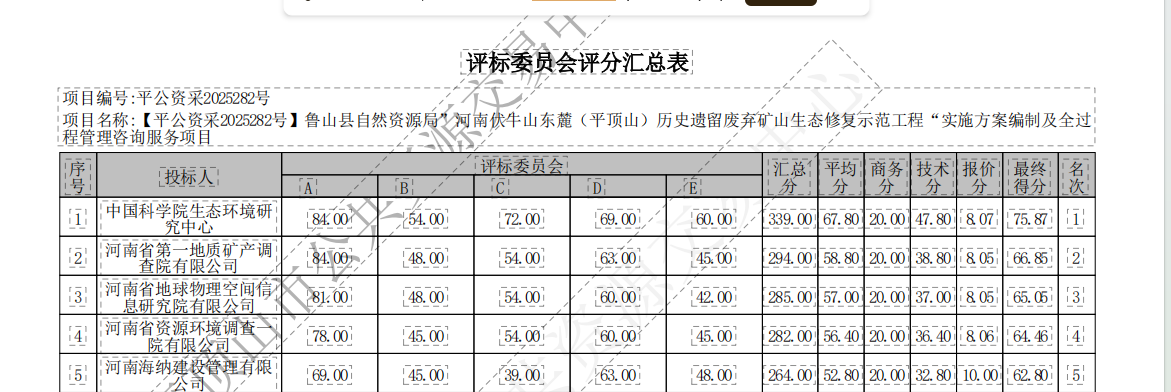 评标委员会评分汇总表
项目编号:平公资采2025282号
项目名称:【平公资采2025282号】鲁山县自然资源局”河南伏牛山东麓（平顶山）历史遗留废弃矿山生态修复示范工程“实施方案编制及全过
程管理咨询服务项目
序号 投标人 评标委员会 汇总分 平均分 商务分 技术分 报价分 最终得分 名次
A B C D E
1 中国科学院生态环境研究中心 84.00 54.00 72.00 69.00 60.00 339.00 67.80 20.00 47.80 8.07 75.87 1
2 河南省第一地质矿产调查院有限公司 84.00 48.00 54.00 63.00 45.00 294.00 58.80 20.00 38.80 8.05 66.85 2
3 河南省地球物理空间信息研究院有限公司 81.00 48.00 54.00 60.00 42.00 285.00 57.00 20.00 37.00 8.05 65.05 3
4 河南省资源环境调查一院有限公司 78.00 45.00 54.00 60.00 45.00 282.00 56.40 20.00 36.40 8.06 64.46 4
5 河南海纳建设管理有限公司 69.00 45.00 39.00 63.00 48.00 264.00 52.80 20.00 32.80 10.00 62.80 5